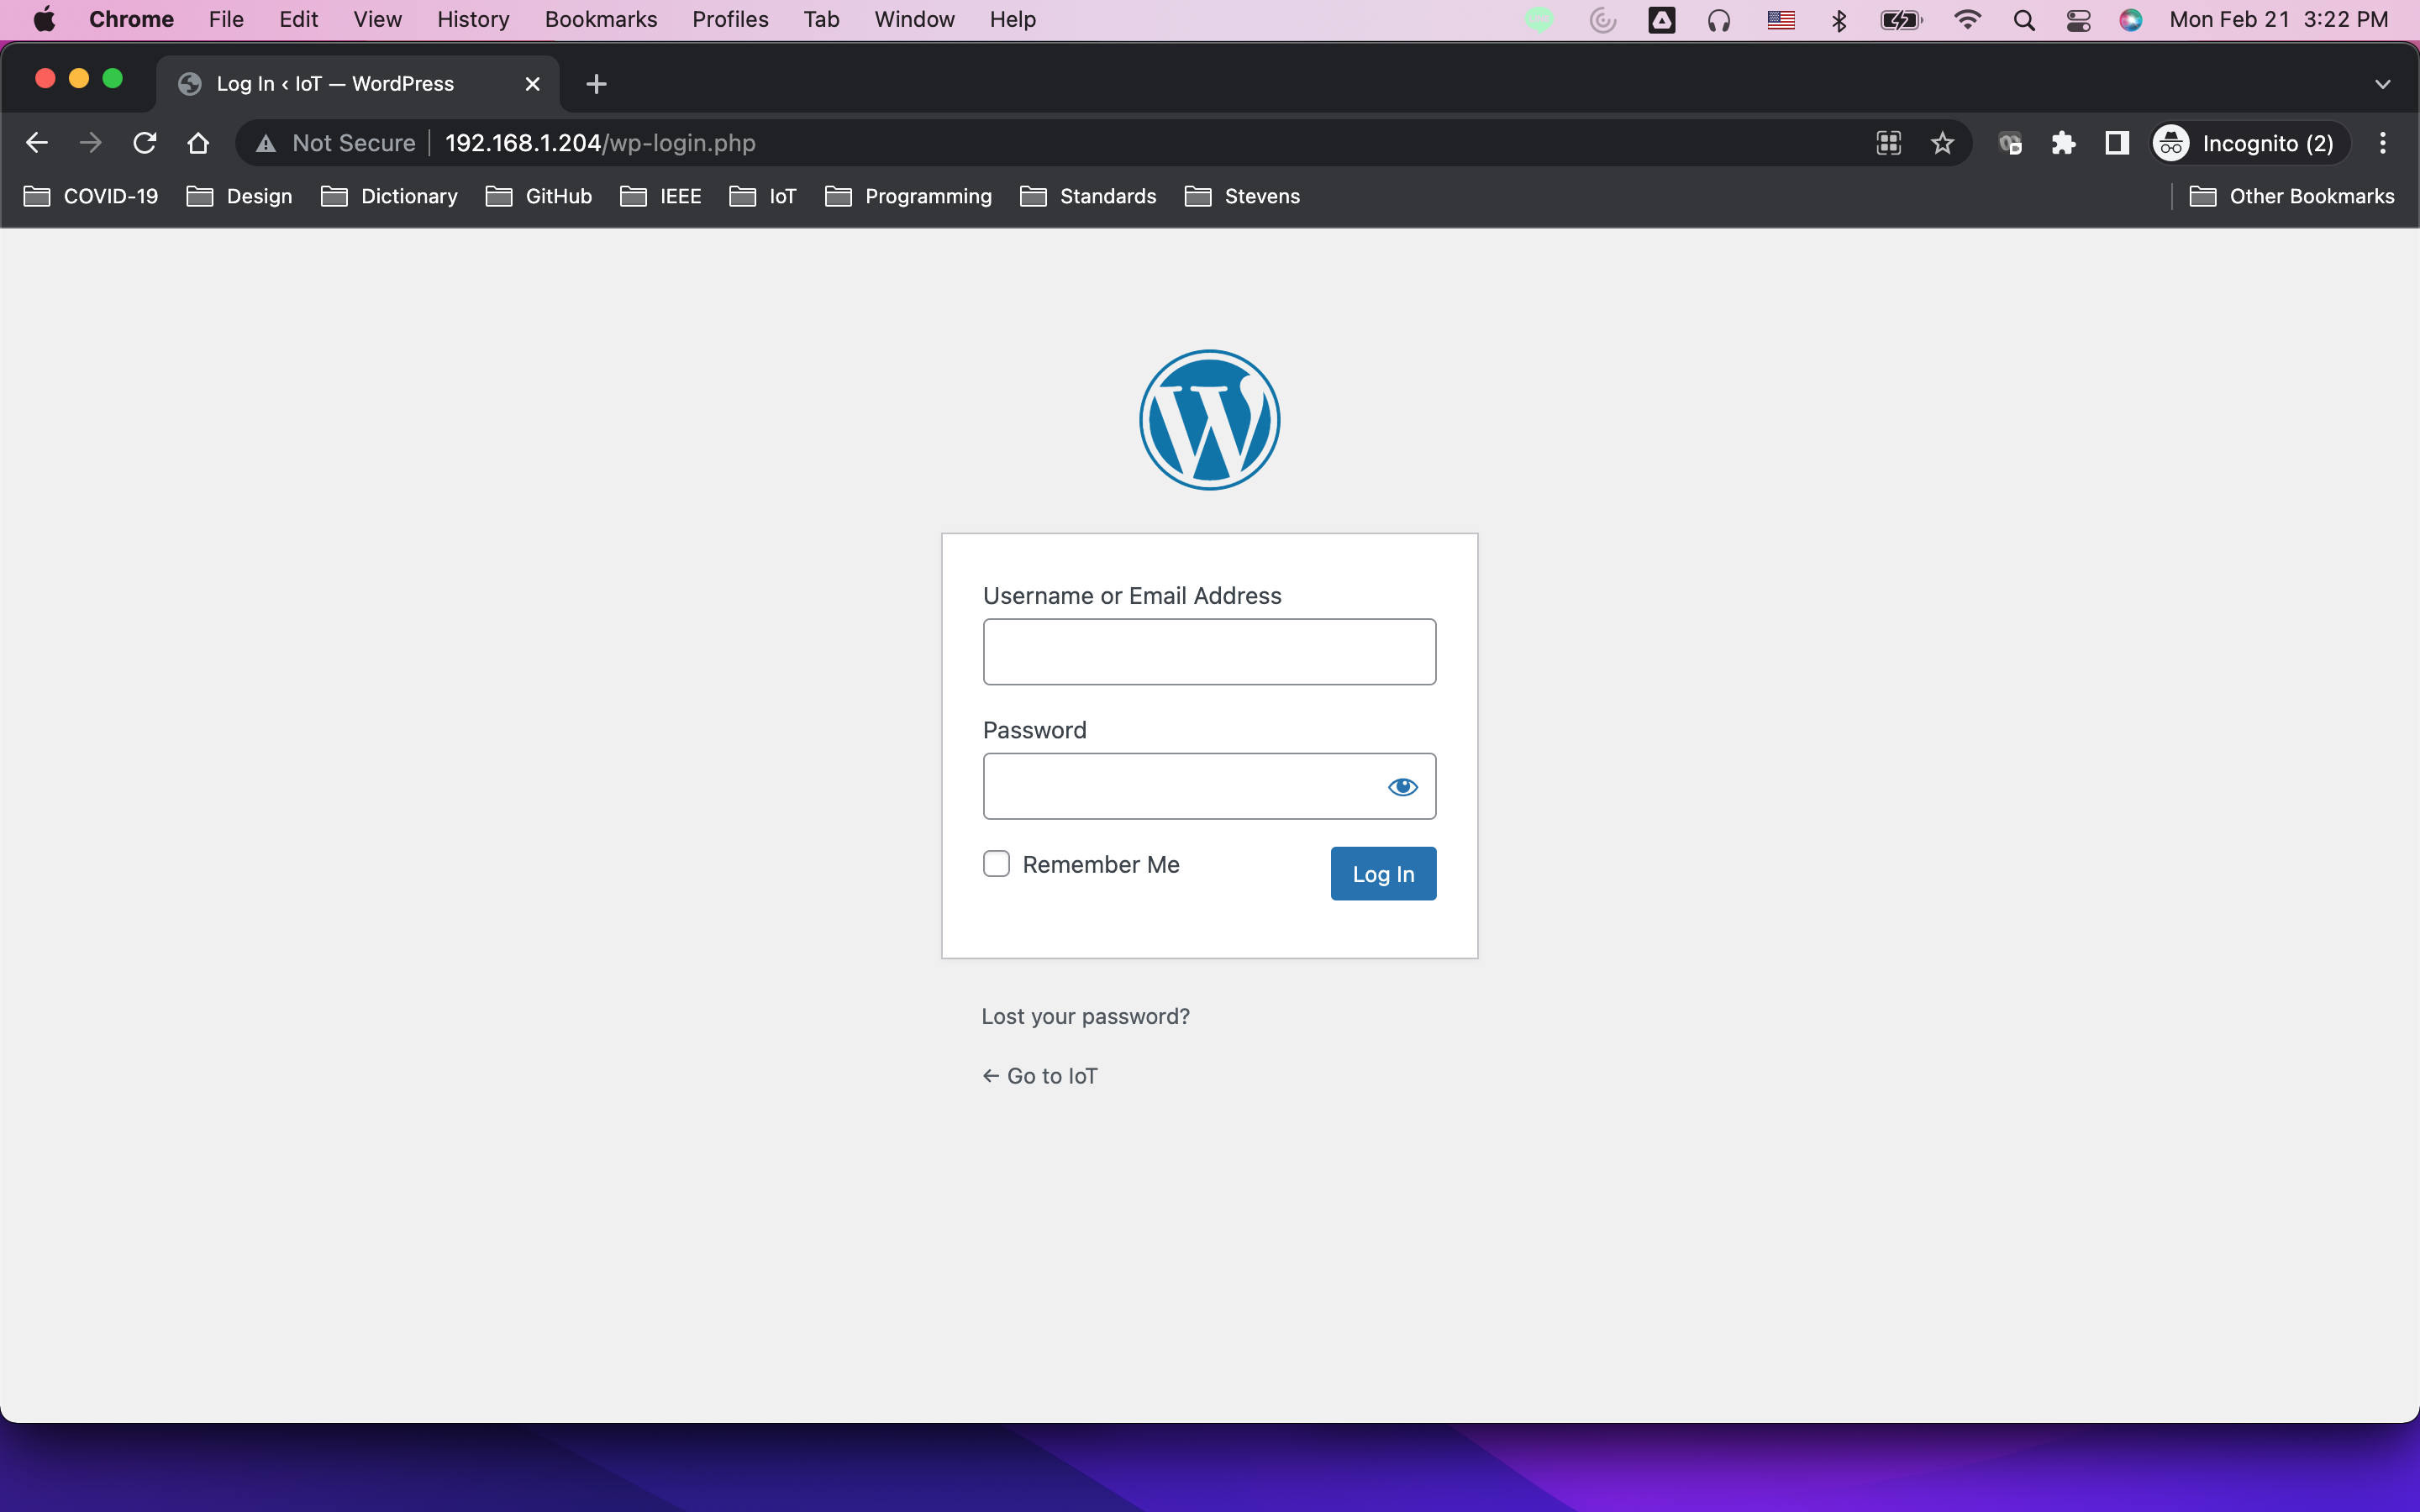 Chrome File Edit View History Bookmarks Profiles Tab Window Help Mon Feb 21 3:22 PM
Log In ‹ IoT — WordPress
Not Secure 192.168.1.204/wp-login.php Incognito (2)
COVID-19 Design Dictionary GitHub IEEE IoT Programming Standards Stevens Other Bookmarks
Username or Email Address
Password
Remember Me Log In
Lost your password?
← Go to IoT